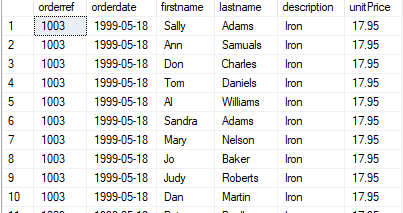 orderref orderdate firstname lastname description unitPrice
1 1003 1999-05-18 Sally Adams Iron 17.95
2 1003 1999-05-18 Ann Samuals Iron 17.95
3 1003 1999-05-18 Don Charles Iron 17.95
4 1003 1999-05-18 Tom Daniels Iron 17.95
5 1003 1999-05-18 Al Williams Iron 17.95
6 1003 1999-05-18 Sandra Adams Iron 17.95
7 1003 1999-05-18 Mary Nelson Iron 17.95
8 1003 1999-05-18 Jo Baker Iron 17.95
9 1003 1999-05-18 Judy Roberts Iron 17.95
10 1003 1999-05-18 Dan Martin Iron 17.95